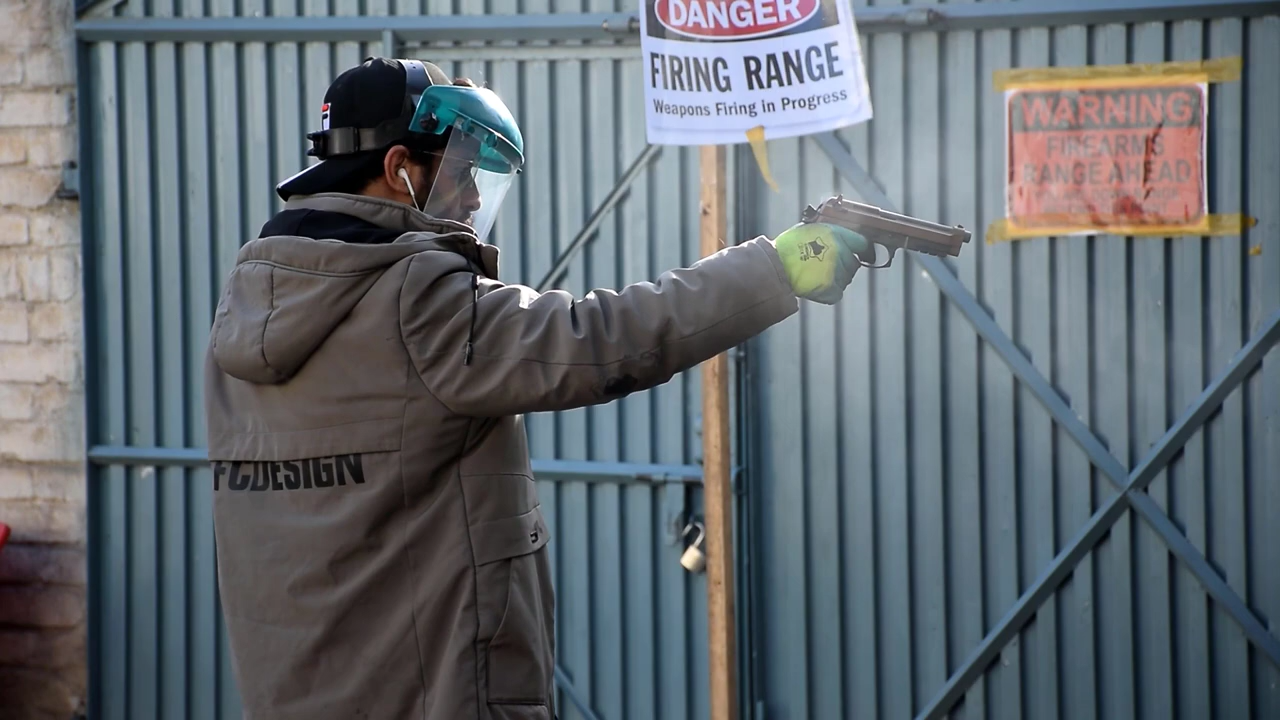 DANGER
FIRING RANGE
Weapons Firing in Progress
WARNING
FIREARMS
RANGE AHEAD
FCDESIGN